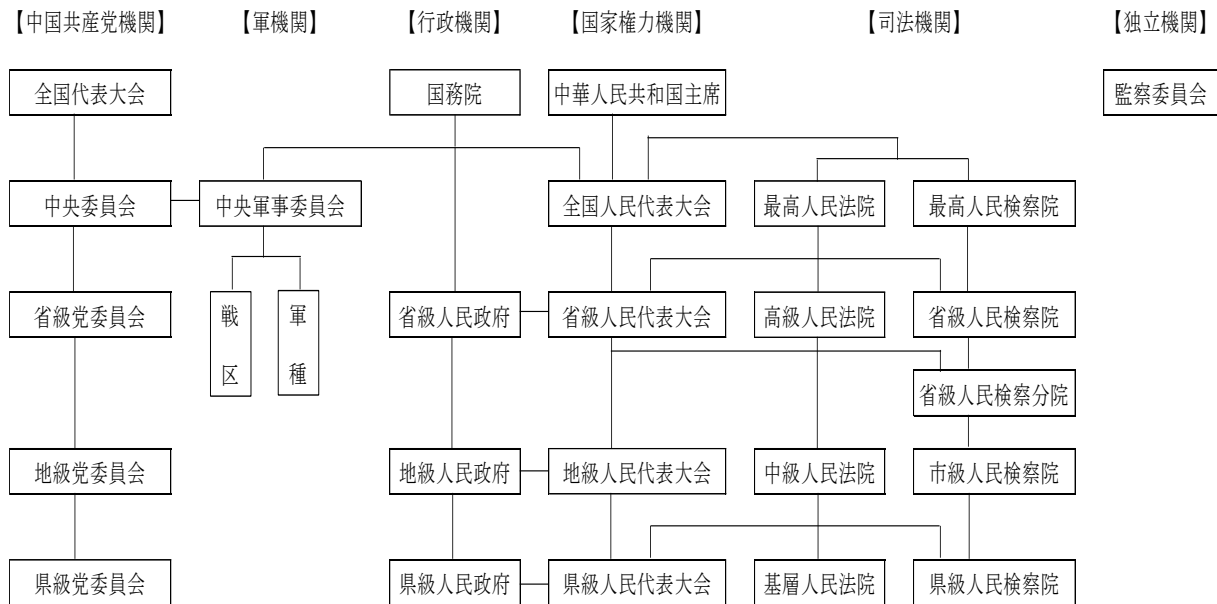 【中国共産党機関】 【軍機関】 【行政機関】 【国家権力機関】 【司法機関】 【独立機関】
全国代表大会 国務院 中華人民共和国主席 監察委員会
中央委員会 中央軍事委員会 全国人民代表大会 最高人民法院 最高人民検察院
省級党委員会 戦区 軍種 省級人民政府 省級人民代表大会 高級人民法院 省級人民検察院
省級人民検察分院
地級党委員会 地級人民政府 地級人民代表大会 中級人民法院 市級人民検察院
県級党委員会 県級人民政府 県級人民代表大会 基層人民法院 県級人民検察院